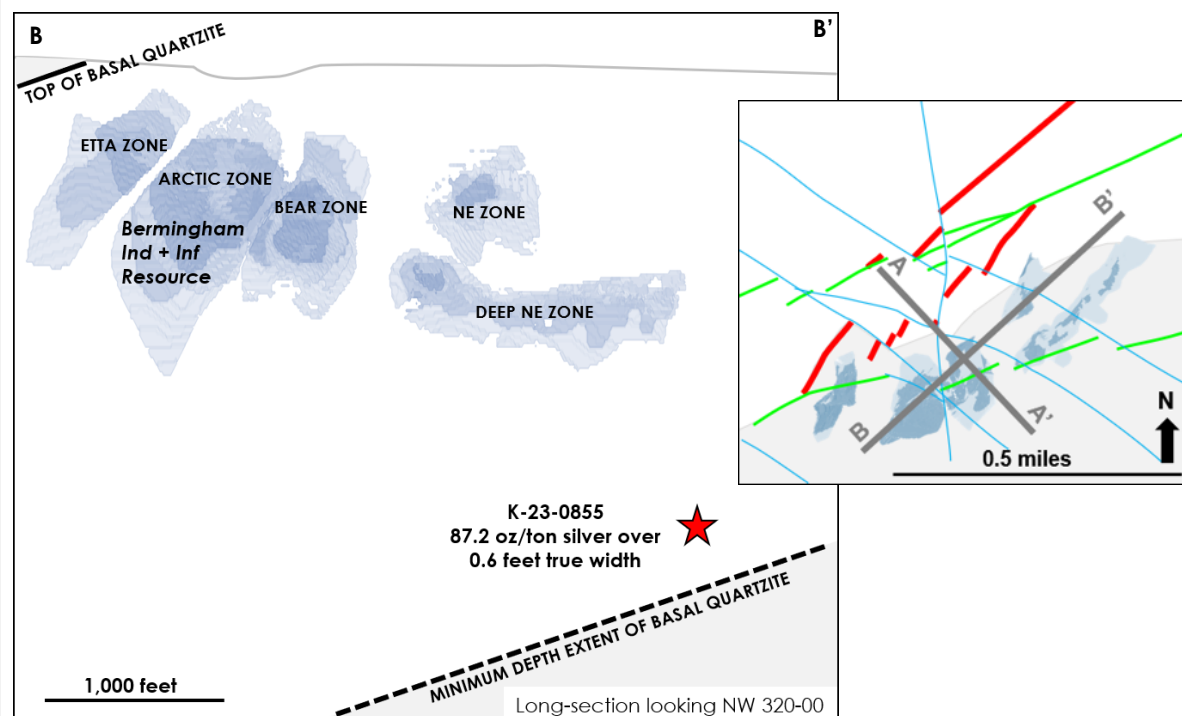 B
B'
TOP OF BASAL QUARTZITE
ETTA ZONE
ARCTIC ZONE
BEAR ZONE
Bermingham
Ind + Inf
Resource
NE ZONE
DEEP NE ZONE
K-23-0855
87.2 oz/ton silver over
0.6 feet true width
MINIMUM DEPTH EXTENT OF BASAL QUARTZITE
1,000 feet
Long-section looking NW 320-00
A
B'
B
A'
N
0.5 miles